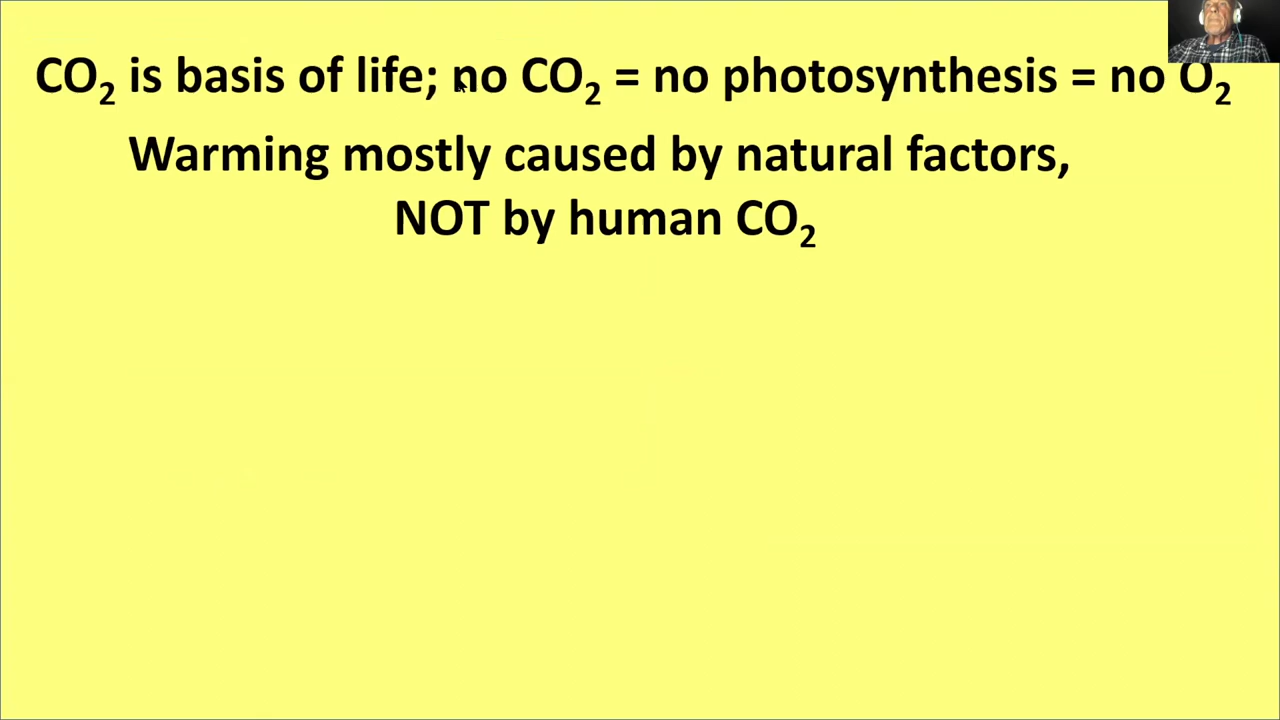 CO₂ is basis of life; no CO₂ = no photosynthesis = no O₂
Warming mostly caused by natural factors,
NOT by human CO₂